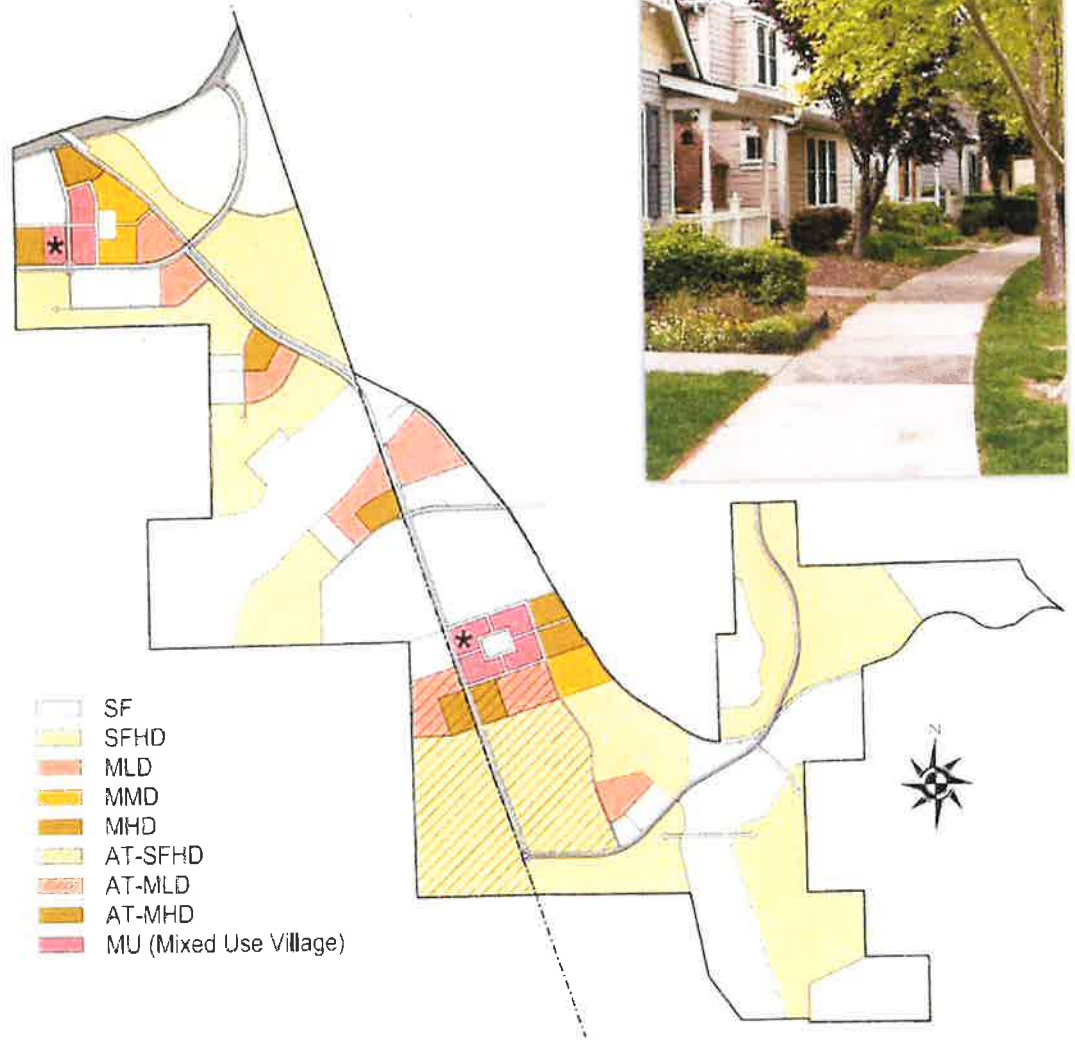 SF
SFHD
MLD
MMD
MHD
AT-SFHD
AT-MLD
AT-MHD
MU (Mixed Use Village)
N